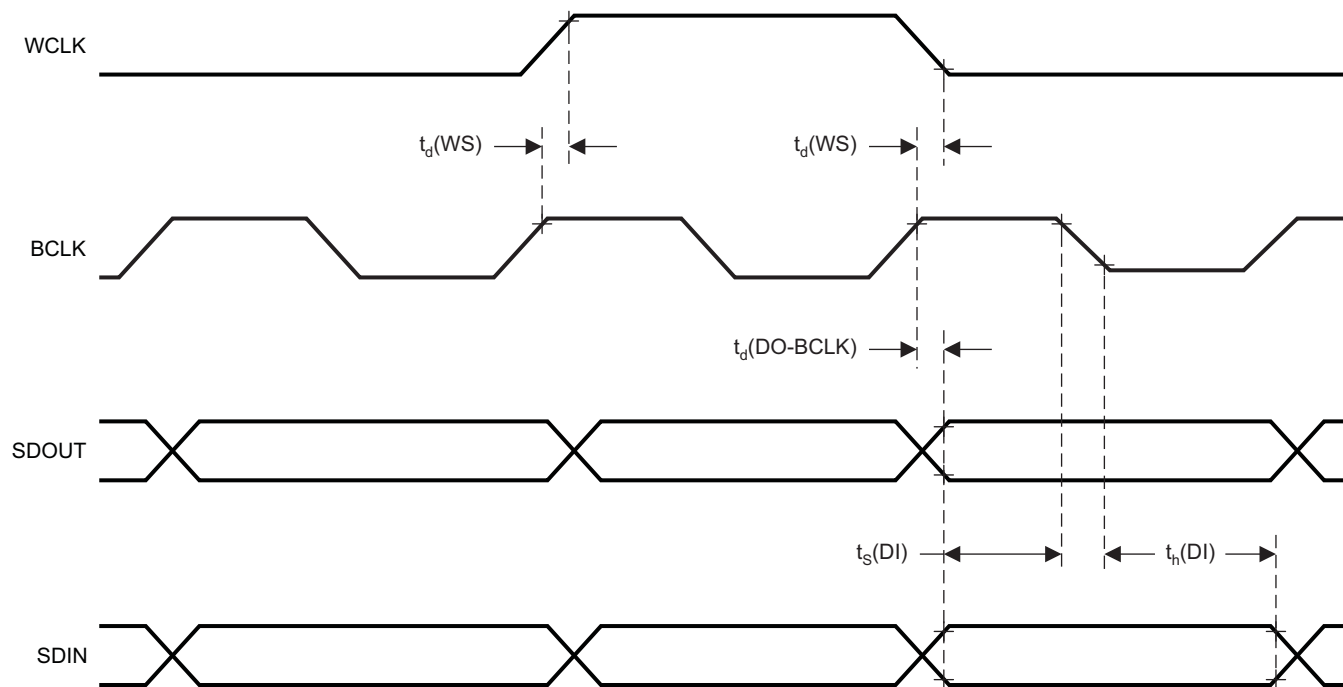 WCLK
t_d(WS) t_d(WS)
BCLK
t_d(DO-BCLK)
SDOUT
t_S(DI) t_h(DI)
SDIN